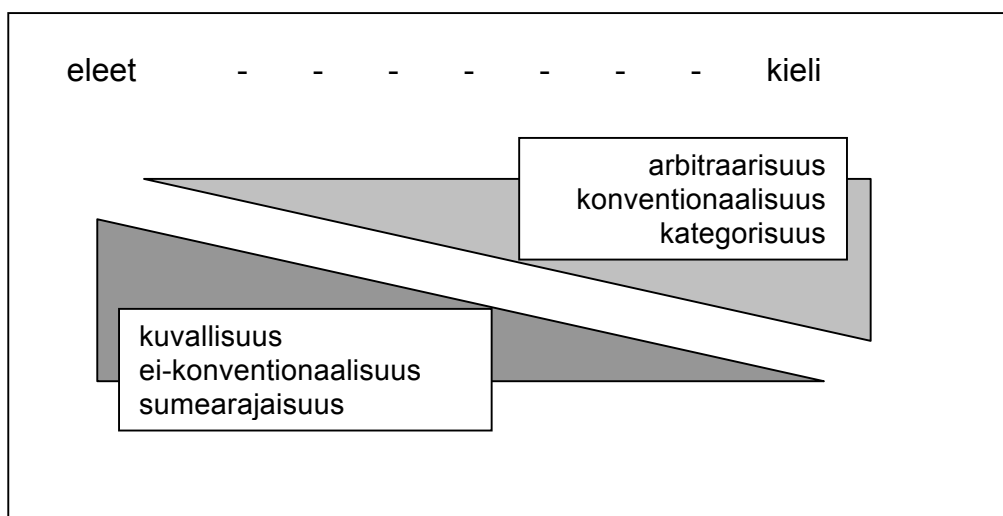 eleet - - - - - - - kieli
arbitraarisuus
konventionaalisuus
kategorisuus
kuvallisuus
ei-konventionaalisuus
sumearajaisuus